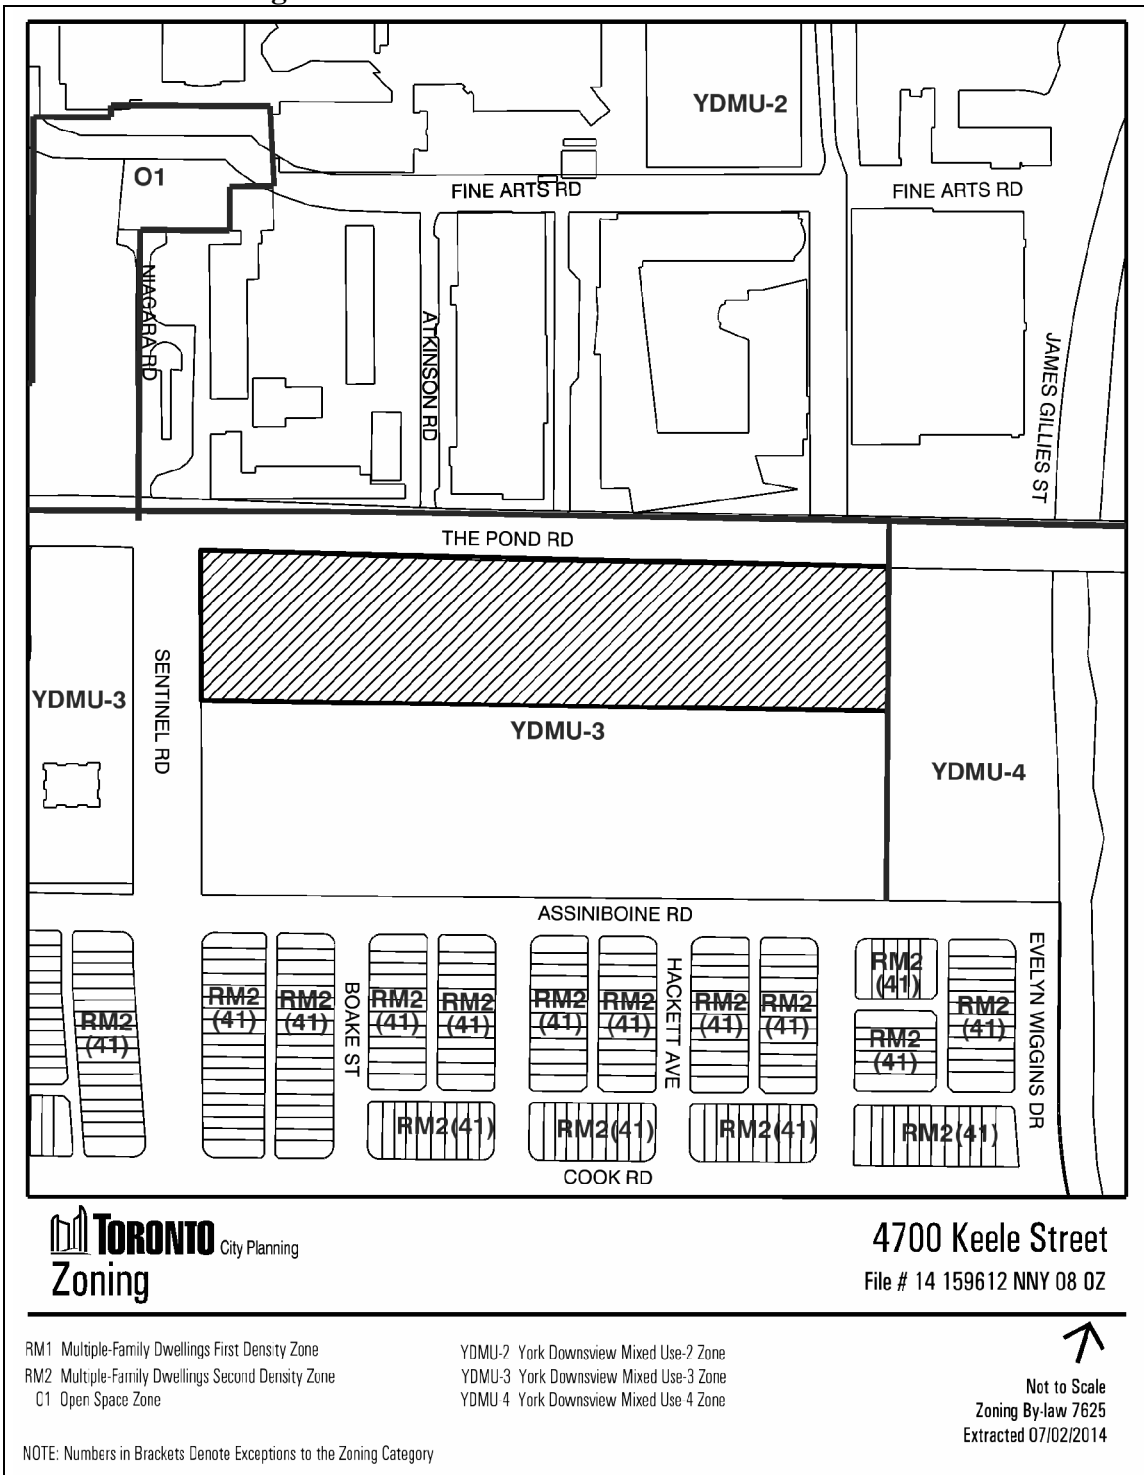 YDMU-2
O1
FINE ARTS RD
FINE ARTS RD
NIAGARA RD
ATKINSON RD
JAMES GILLIES ST
THE POND RD
SENTINEL RD
YDMU-3
YDMU-3
YDMU-4
ASSINIBOINE RD
RM2
(41)
RM2
(41)
RM2
(41)
BOAKE ST
RM2
(41)
RM2
(41)
RM2
(41)
RM2
(41)
HACKETT AVE
RM2
(41)
RM2
(41)
RM2
(41)
RM2
(41)
RM2
(41)
EVELYN WIGGINS DR
RM2(41)
RM2(41)
RM2(41)
RM2(41)
COOK RD
TORONTO City Planning
Zoning
4700 Keele Street
File # 14 159612 NNY 08 OZ
RM1 Multiple-Family Dwellings First Density Zone
RM2 Multiple-Family Dwellings Second Density Zone
O1 Open Space Zone
YDMU-2 York Downsview Mixed Use-2 Zone
YDMU-3 York Downsview Mixed Use-3 Zone
YDMU-4 York Downsview Mixed Use-4 Zone
Not to Scale
Zoning By-law 7625
Extracted 07/02/2014
NOTE: Numbers in Brackets Denote Exceptions to the Zoning Category